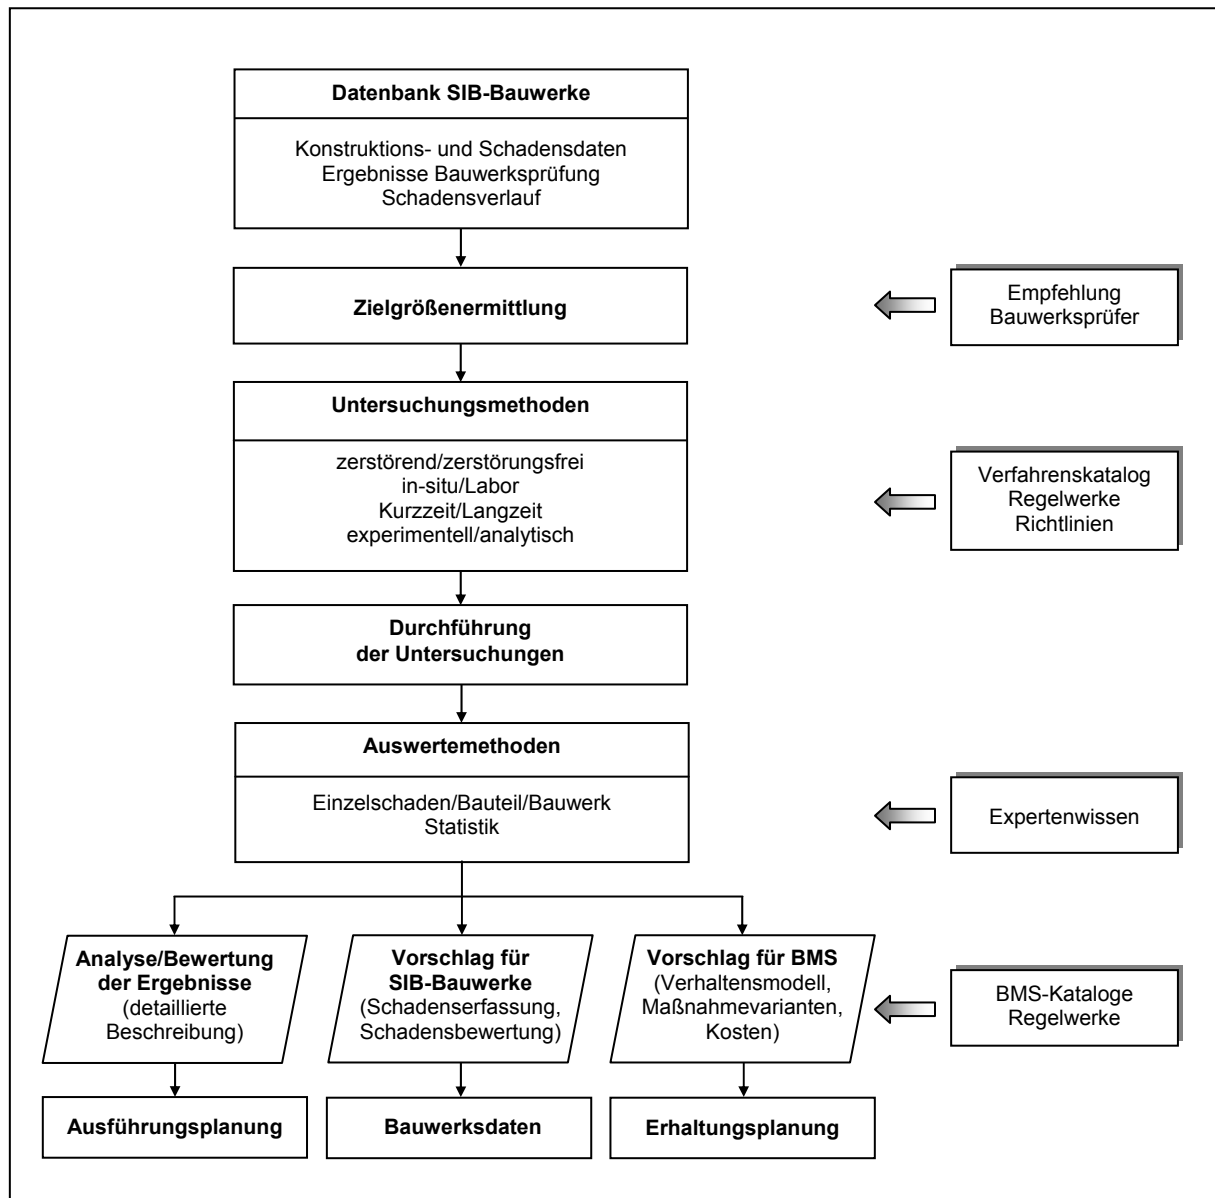 Datenbank SIB-Bauwerke
Konstruktions- und Schadensdaten
Ergebnisse Bauwerksprüfung
Schadensverlauf
Zielgrößenermittlung
Empfehlung
Bauwerksprüfer
Untersuchungsmethoden
zerstörend/zerstörungsfrei
in-situ/Labor
Kurzzeit/Langzeit
experimentell/analytisch
Verfahrenskatalog
Regelwerke
Richtlinien
Durchführung
der Untersuchungen
Auswertemethoden
Einzelschaden/Bauteil/Bauwerk
Statistik
Expertenwissen
Analyse/Bewertung
der Ergebnisse
(detaillierte
Beschreibung)
Vorschlag für
SIB-Bauwerke
(Schadenserfassung,
Schadensbewertung)
Vorschlag für BMS
(Verhaltensmodell,
Maßnahmevarianten,
Kosten)
BMS-Kataloge
Regelwerke
Ausführungsplanung
Bauwerksdaten
Erhaltungsplanung